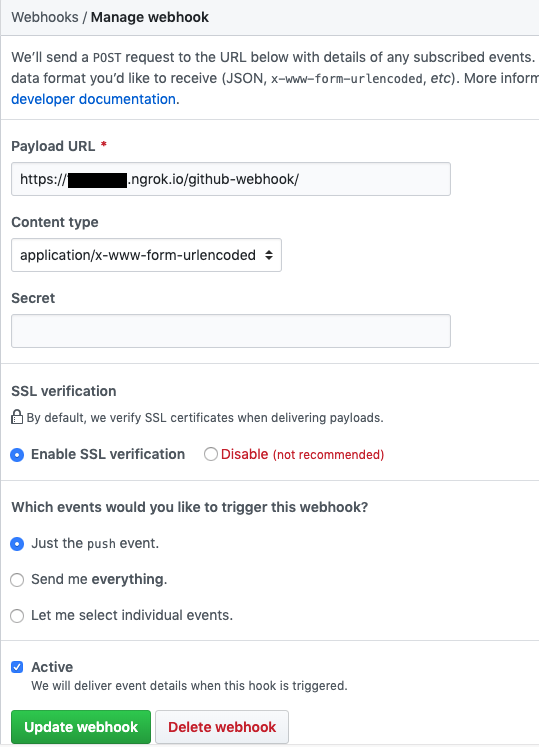 Webhooks / Manage webhook
We’ll send a POST request to the URL below with details of any subscribed events.
data format you’d like to receive (JSON, x-www-form-urlencoded, etc). More inform
developer documentation.
Payload URL *
https:// .ngrok.io/github-webhook/
Content type
application/x-www-form-urlencoded
Secret
SSL verification
By default, we verify SSL certificates when delivering payloads.
Enable SSL verification Disable (not recommended)
Which events would you like to trigger this webhook?
Just the push event.
Send me everything.
Let me select individual events.
Active
We will deliver event details when this hook is triggered.
Update webhook Delete webhook